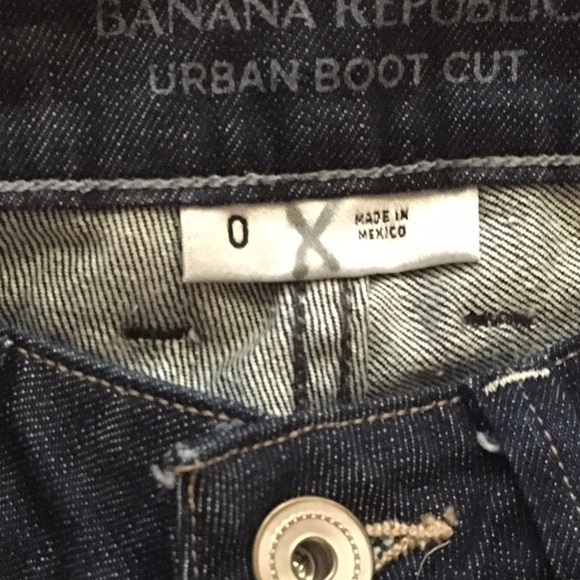 BANANA REPUBLIC
URBAN BOOT CUT
0
MADE IN
MEXICO